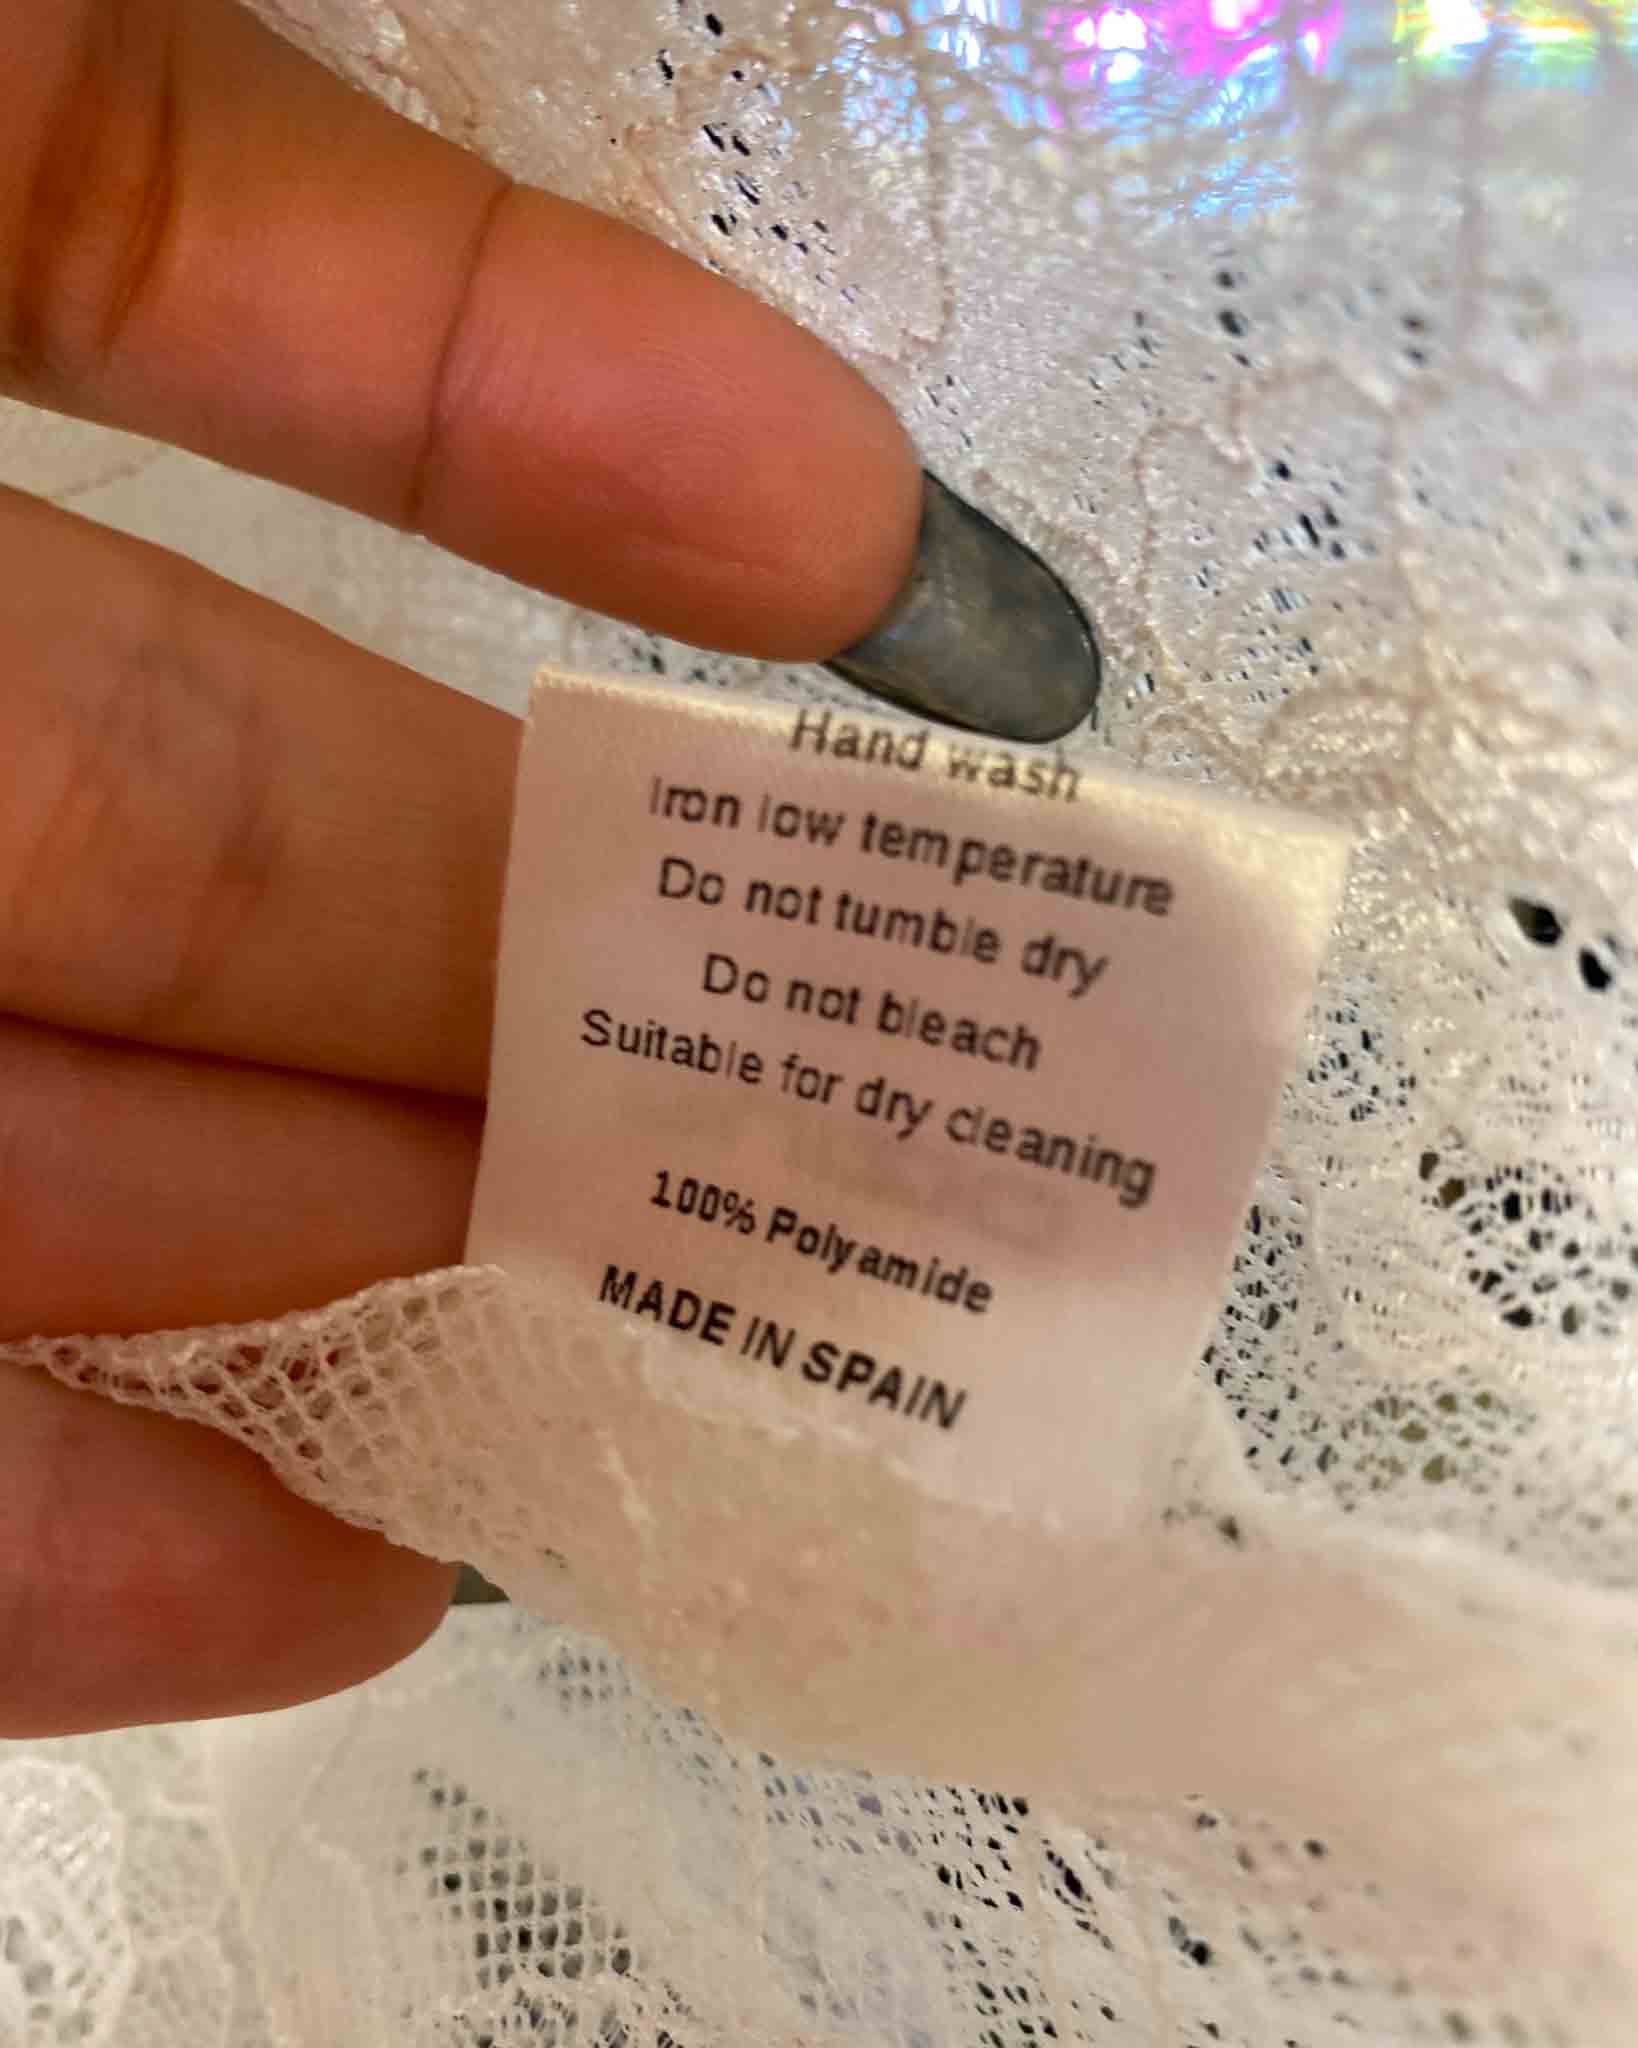 Hand wash
Iron low temperature
Do not tumble dry
Do not bleach
Suitable for dry cleaning
100% Polyamide
MADE IN SPAIN